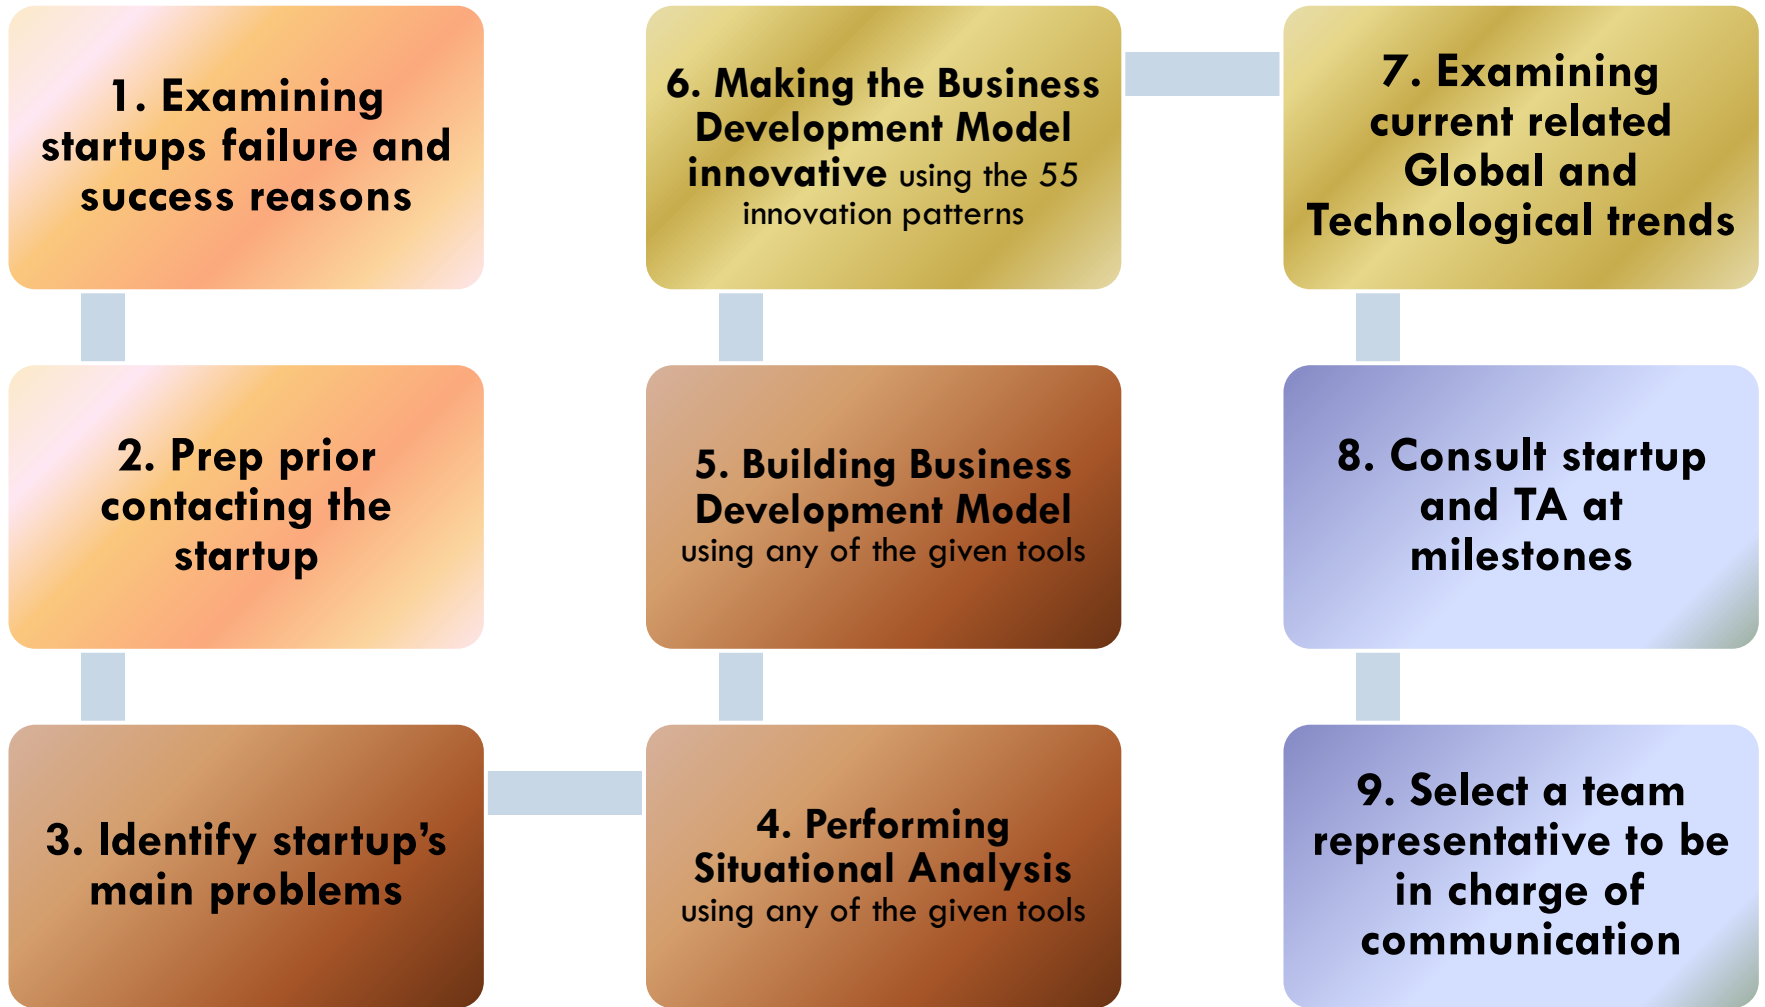 1. Examining
startups failure and
success reasons
2. Prep prior
contacting the
startup
3. Identify startup’s
main problems
4. Performing
Situational Analysis
using any of the given tools
5. Building Business
Development Model
using any of the given tools
6. Making the Business
Development Model
innovative using the 55
innovation patterns
7. Examining
current related
Global and
Technological trends
8. Consult startup
and TA at
milestones
9. Select a team
representative to be
in charge of
communication